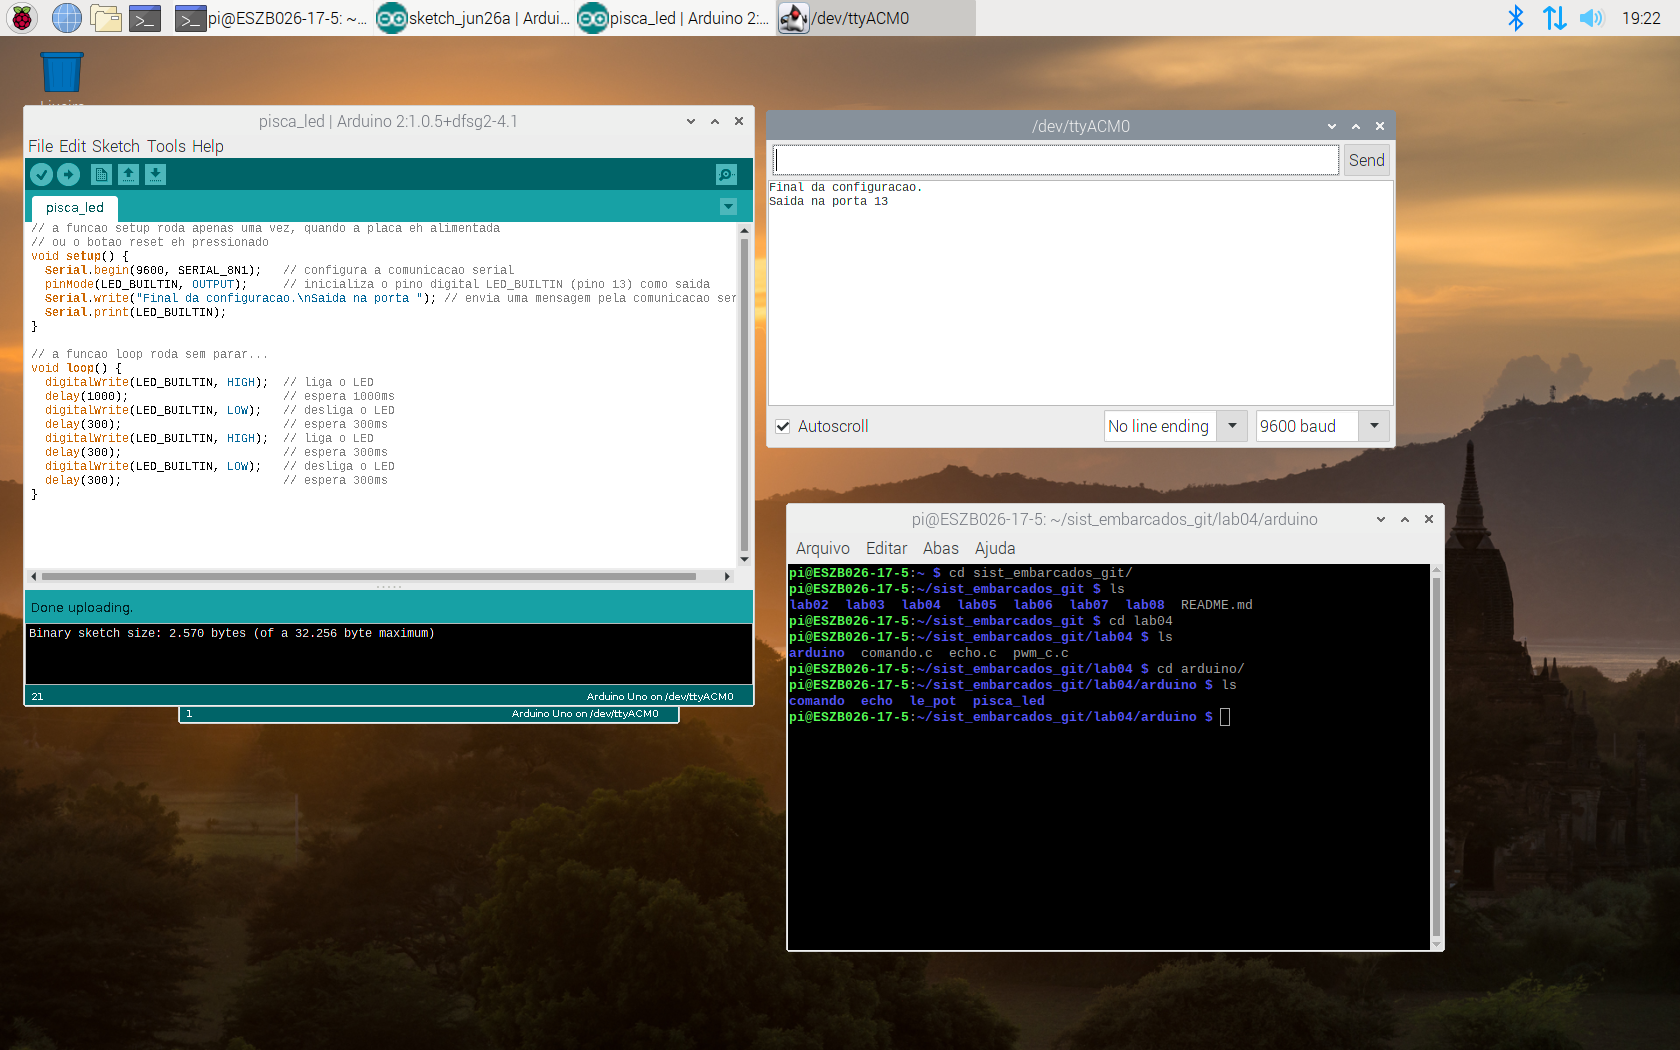 pi@ESZB026-17-5: ~...
sketch_jun26a | Ardui...
pisca_led | Arduino 2:...
/dev/ttyACM0
19:22
pisca_led | Arduino 2:1.0.5+dfsg2-4.1
File Edit Sketch Tools Help
pisca_led
// a funcao setup roda apenas uma vez, quando a placa eh alimentada
// ou o botao reset eh pressionado
void setup() {
  Serial.begin(9600, SERIAL_8N1);   // configura a comunicacao serial
  pinMode(LED_BUILTIN, OUTPUT);     // inicializa o pino digital LED_BUILTIN (pino 13) como saida
  Serial.write("Final da configuracao.\nSaida na porta "); // envia uma mensagem pela comunicacao ser
  Serial.print(LED_BUILTIN);
}
// a funcao loop roda sem parar...
void loop() {
  digitalWrite(LED_BUILTIN, HIGH);  // liga o LED
  delay(1000);                      // espera 1000ms
  digitalWrite(LED_BUILTIN, LOW);   // desliga o LED
  delay(300);                       // espera 300ms
  digitalWrite(LED_BUILTIN, HIGH);  // liga o LED
  delay(300);                       // espera 300ms
  digitalWrite(LED_BUILTIN, LOW);   // desliga o LED
  delay(300);                       // espera 300ms
}
Done uploading.
Binary sketch size: 2.570 bytes (of a 32.256 byte maximum)
21
Arduino Uno on /dev/ttyACM0
1
Arduino Uno on /dev/ttyACM0
/dev/ttyACM0
Send
Final da configuracao.
Saida na porta 13
Autoscroll
No line ending
9600 baud
pi@ESZB026-17-5: ~/sist_embarcados_git/lab04/arduino
Arquivo Editar Abas Ajuda
pi@ESZB026-17-5:~ $ cd sist_embarcados_git/
pi@ESZB026-17-5:~/sist_embarcados_git $ ls
lab02  lab03  lab04  lab05  lab06  lab07  lab08  README.md
pi@ESZB026-17-5:~/sist_embarcados_git $ cd lab04
pi@ESZB026-17-5:~/sist_embarcados_git/lab04 $ ls
arduino  comando.c  echo.c  pwm_c.c
pi@ESZB026-17-5:~/sist_embarcados_git/lab04 $ cd arduino/
pi@ESZB026-17-5:~/sist_embarcados_git/lab04/arduino $ ls
comando  echo  le_pot  pisca_led
pi@ESZB026-17-5:~/sist_embarcados_git/lab04/arduino $